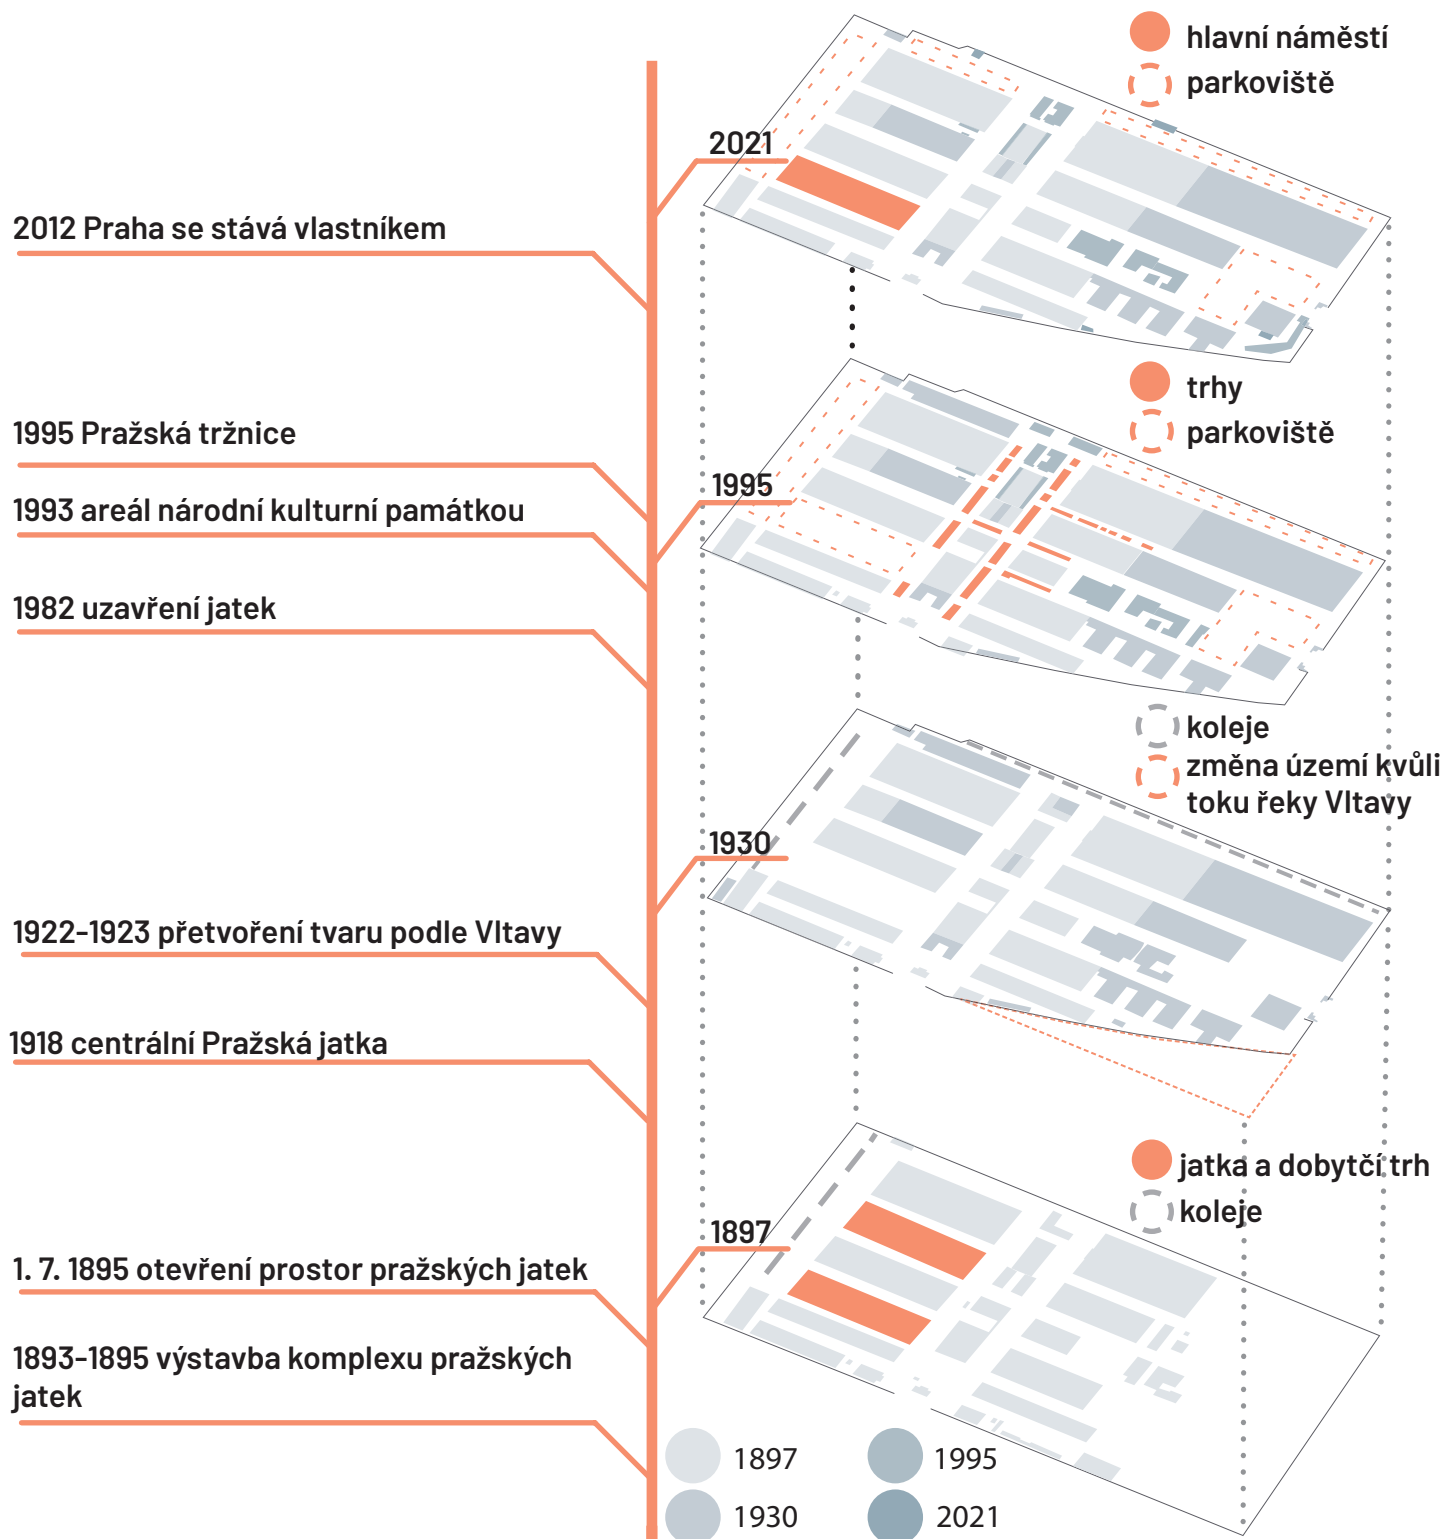 hlavní náměstí
parkoviště
2021
2012 Praha se stává vlastníkem
trhy
parkoviště
1995 Pražská tržnice
1995
1993 areál národní kulturní památkou
1982 uzavření jatek
koleje
změna území kvůli
toku řeky Vltavy
1930
1922-1923 přetvoření tvaru podle Vltavy
1918 centrální Pražská jatka
jatka a dobytčí trh
koleje
1897
1. 7. 1895 otevření prostor pražských jatek
1893-1895 výstavba komplexu pražských
jatek
1897
1995
1930
2021